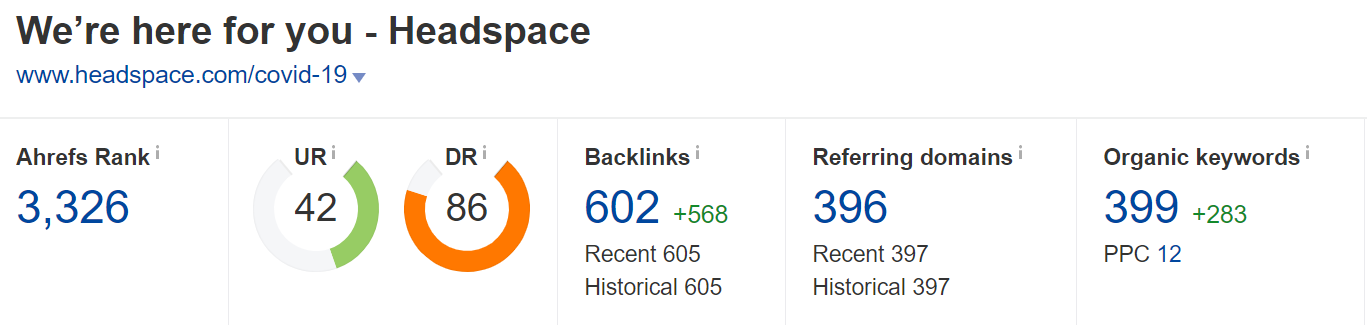 We’re here for you - Headspace
www.headspace.com/covid-19
Ahrefs Rank i
3,326
UR i
42
DR i
86
Backlinks i
602 +568
Recent 605
Historical 605
Referring domains i
396
Recent 397
Historical 397
Organic keywords i
399 +283
PPC 12